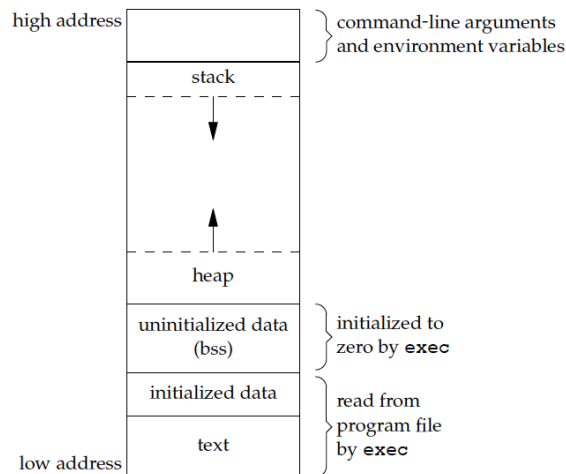 high address
command-line arguments
and environment variables
stack
heap
uninitialized data
(bss)
initialized to
zero by exec
initialized data
read from
program file
by exec
text
low address